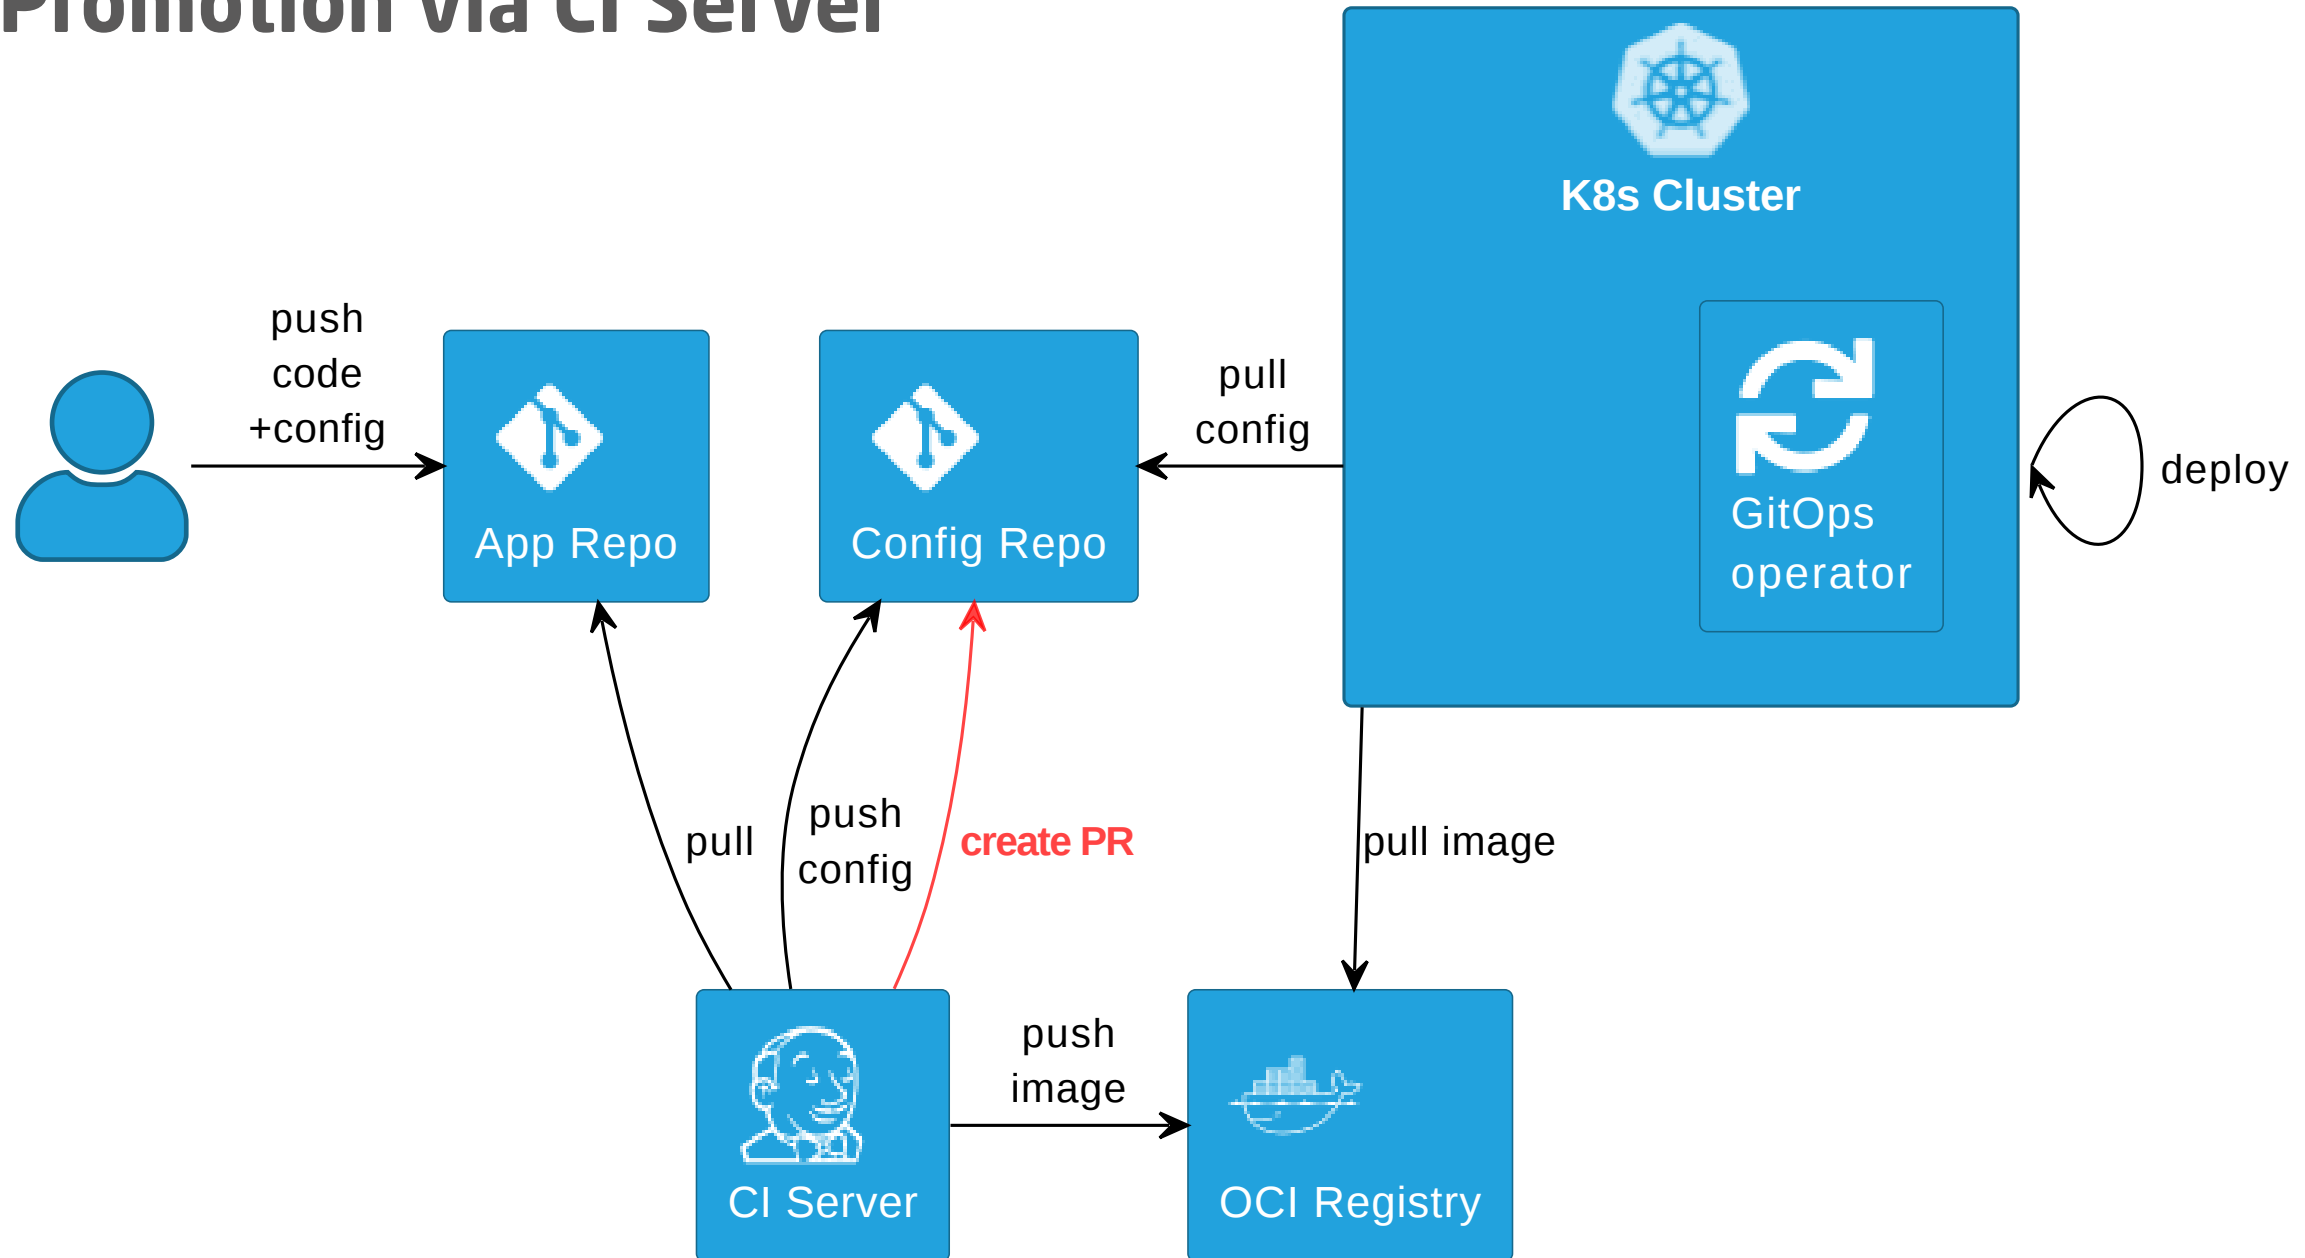 Promotion via CI Server
K8s Cluster
push
code
+config
App Repo
Config Repo
pull
config
GitOps
operator
deploy
pull
push
config
create PR
pull image
CI Server
push
image
OCI Registry